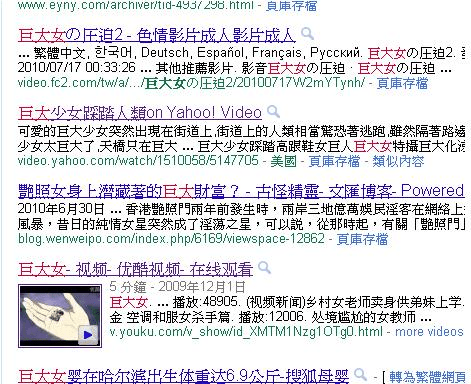 www.eyny.com/archiver/tid-4937298.html - 頁庫存檔
巨大女の圧迫2 - 色情影片成人影片成人
... 繁體中文, 한국어, Deutsch, Español, Français, Русский. 巨大女の圧迫2.
2010/07/17 00:33:26 ... 其他推薦影片. 影音巨大女の圧迫 · 巨大女の圧迫 ...
video.fc2.com/tw/a/.../巨大女の圧迫2/20100717W2mYTynh/ - 頁庫存檔
巨大少女踩踏人類on Yahoo! Video
可愛的巨大少女突然出現在街道上,街道上的人類相當驚恐著逃跑,雖然隔著路邊
少女太巨大了,天橋只在巨大 ... 巨大少女踩踏高跟鞋女巨人巨大女特攝巨大化
video.yahoo.com/watch/1510058/5147705 - 美國 - 頁庫存檔 - 類似內容
艷照女身上潛藏著的巨大財富? - 古怪精靈- 文匯博客- Powered
2010年6月30日 ... 香港艷照門兩年前發生時，兩岸三地億萬娛民淫客在網絡上
風暴，昔日的純情女星突然成了淫蕩之星，可以說，從那時起，有關「艷照門」
blog.wenweipo.com/index.php/6169/viewspace-12862 - 頁庫存檔
巨大女- 视频- 优酷视频- 在线观看
5 分鐘 - 2009年12月1日
巨大女. ... 播放:48905. (视频新闻)乡村女老师卖身供弟妹上学.
金 空调和服女杀手篇. 播放:12006. 处境尴尬的女教师 ...
v.youku.com/v_show/id_XMTM1Nzg1OTg0.html - more videos
巨大女婴在哈尔滨出生体重达6.9公斤-搜狐母婴 - [ 轉為繁體網頁